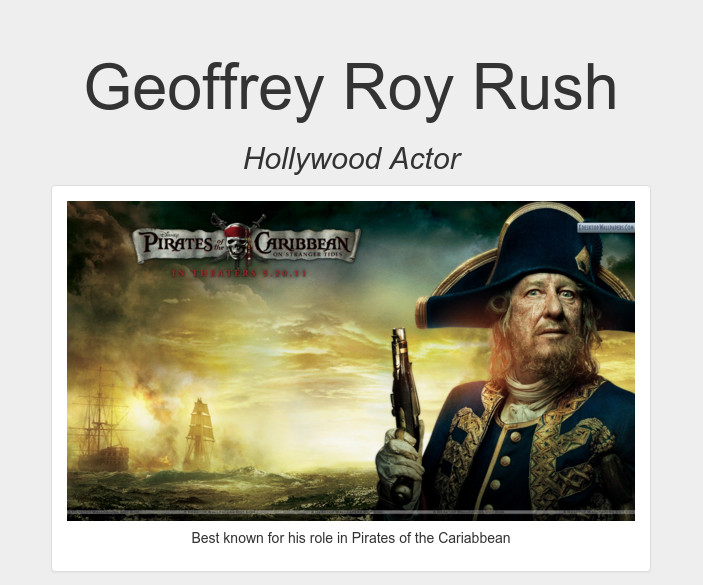 Geoffrey Roy Rush
Hollywood Actor
Disney
PIRATES of the CARIBBEAN
ON STRANGER TIDES
IN THEATERS 5.20.11
Best known for his role in Pirates of the Cariabbean